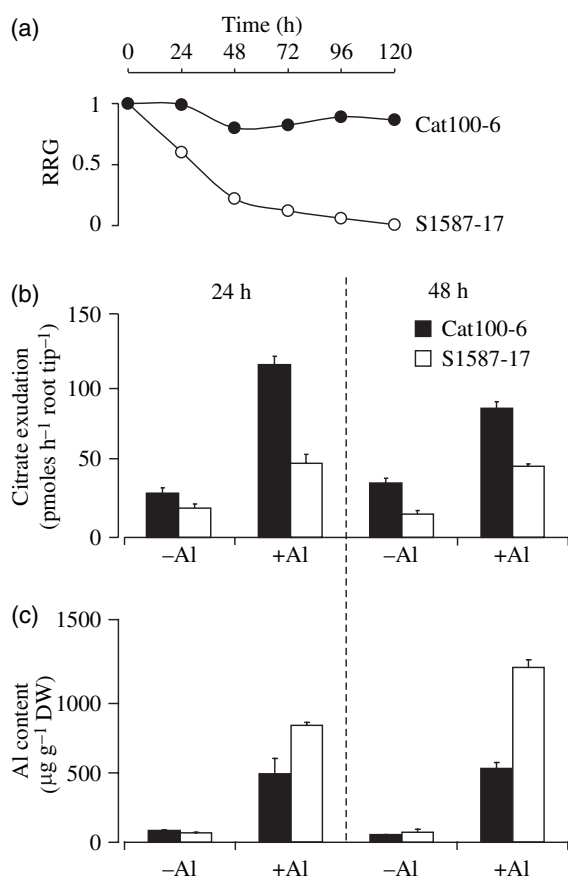 (a)
Time (h)
0 24 48 72 96 120
1
0.5
0
RRG
Cat100-6
S1587-17
(b)
24 h
48 h
150
100
50
0
Citrate exudation
(pmoles h⁻¹ root tip⁻¹)
Cat100-6
S1587-17
–Al +Al –Al +Al
(c)
1500
1000
500
0
Al content
(µg g⁻¹ DW)
–Al +Al –Al +Al